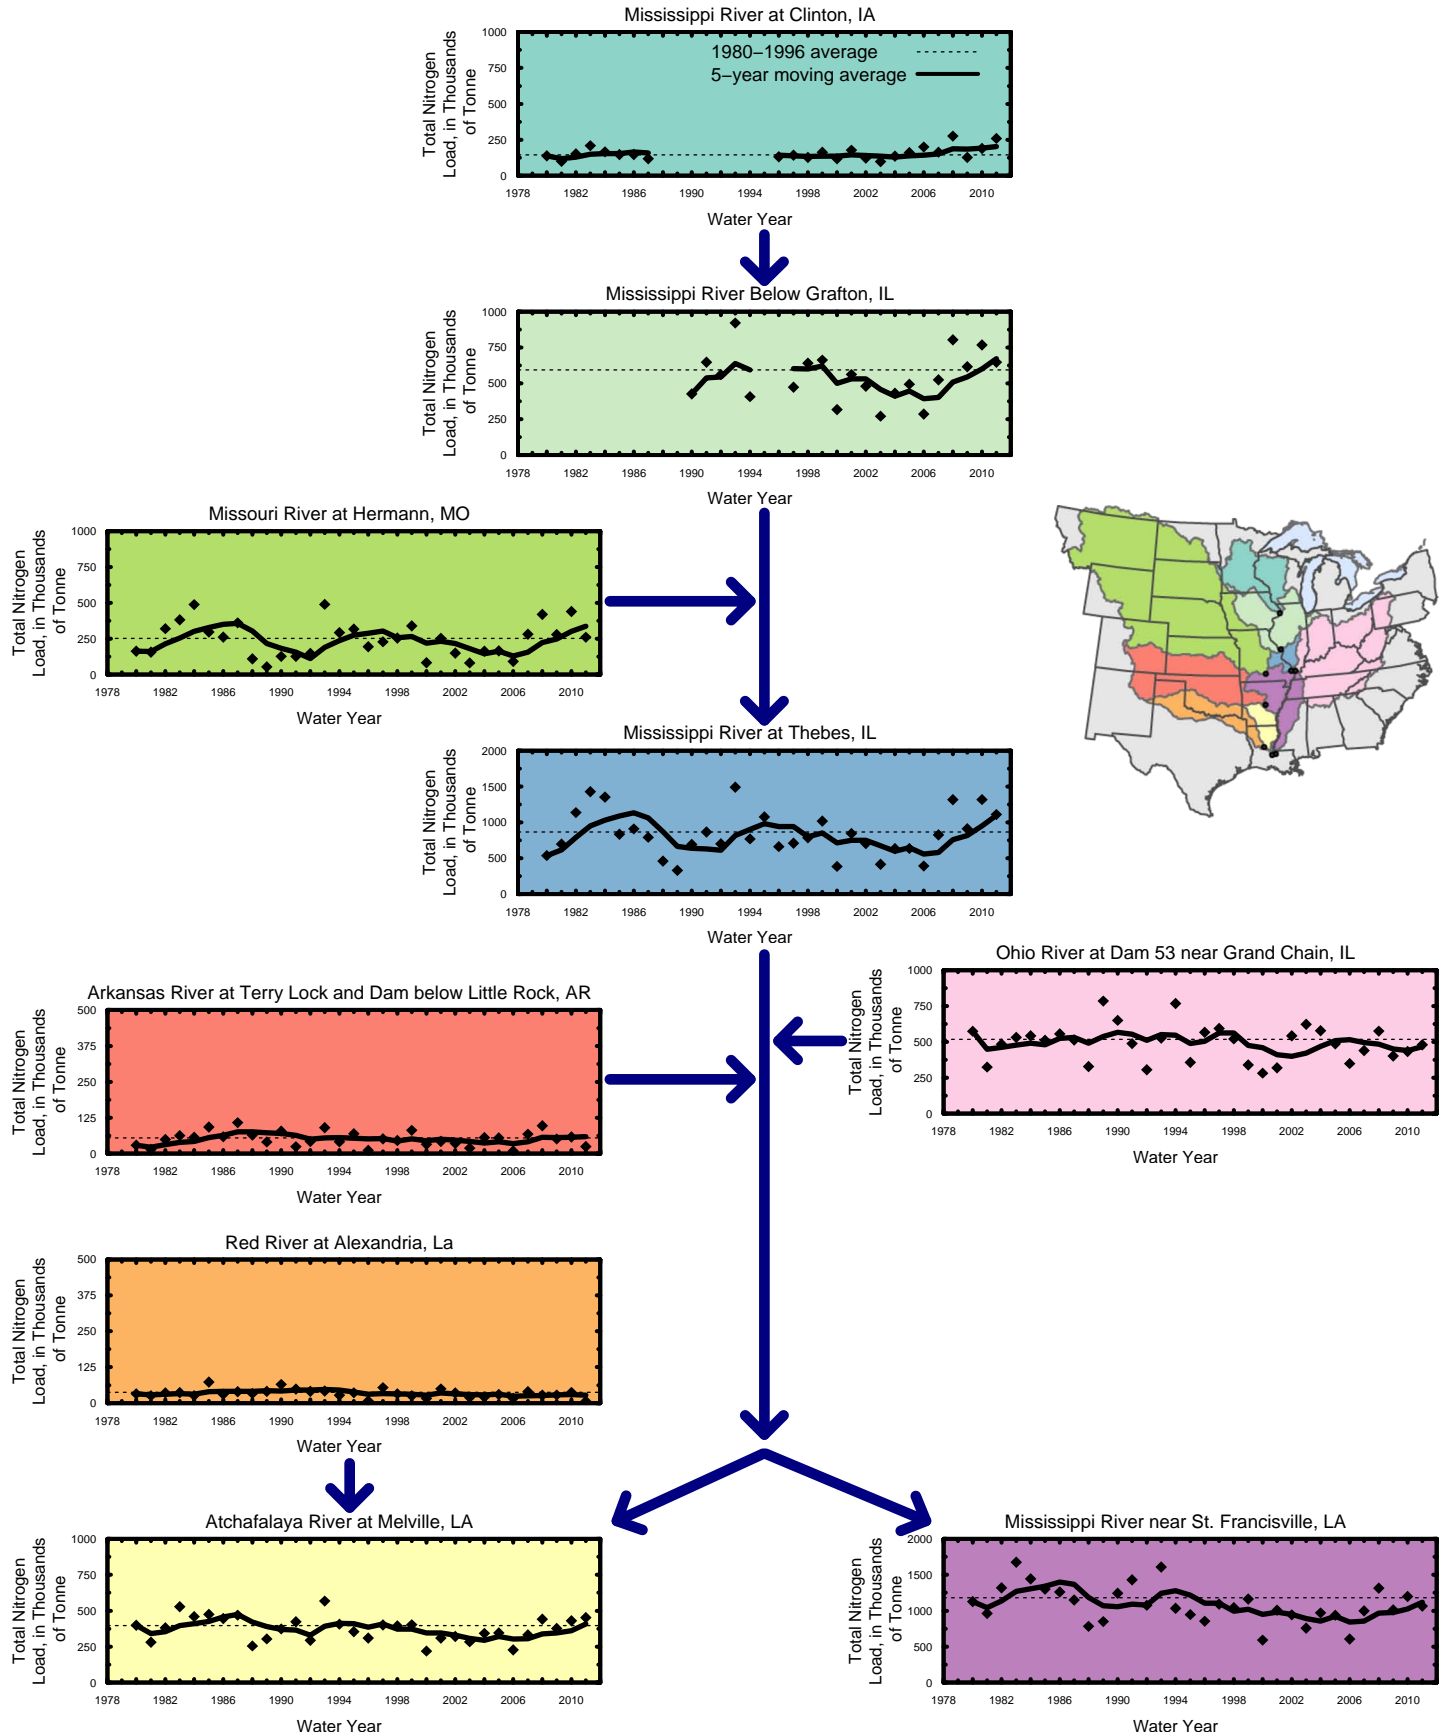 Mississippi River at Clinton, IA
Total Nitrogen
Load, in Thousands
of Tonne
1000
750
500
250
0
1980−1996 average
5−year moving average
1978 1982 1986 1990 1994 1998 2002 2006 2010
Water Year
Mississippi River Below Grafton, IL
Total Nitrogen
Load, in Thousands
of Tonne
1000
750
500
250
0
1978 1982 1986 1990 1994 1998 2002 2006 2010
Water Year
Missouri River at Hermann, MO
Total Nitrogen
Load, in Thousands
of Tonne
1000
750
500
250
0
1978 1982 1986 1990 1994 1998 2002 2006 2010
Water Year
Mississippi River at Thebes, IL
Total Nitrogen
Load, in Thousands
of Tonne
2000
1500
1000
500
0
1978 1982 1986 1990 1994 1998 2002 2006 2010
Water Year
Ohio River at Dam 53 near Grand Chain, IL
Total Nitrogen
Load, in Thousands
of Tonne
1000
750
500
250
0
1978 1982 1986 1990 1994 1998 2002 2006 2010
Water Year
Arkansas River at Terry Lock and Dam below Little Rock, AR
Total Nitrogen
Load, in Thousands
of Tonne
500
375
250
125
0
1978 1982 1986 1990 1994 1998 2002 2006 2010
Water Year
Red River at Alexandria, La
Total Nitrogen
Load, in Thousands
of Tonne
500
375
250
125
0
1978 1982 1986 1990 1994 1998 2002 2006 2010
Water Year
Atchafalaya River at Melville, LA
Total Nitrogen
Load, in Thousands
of Tonne
1000
750
500
250
0
1978 1982 1986 1990 1994 1998 2002 2006 2010
Water Year
Mississippi River near St. Francisville, LA
Total Nitrogen
Load, in Thousands
of Tonne
2000
1500
1000
500
0
1978 1982 1986 1990 1994 1998 2002 2006 2010
Water Year